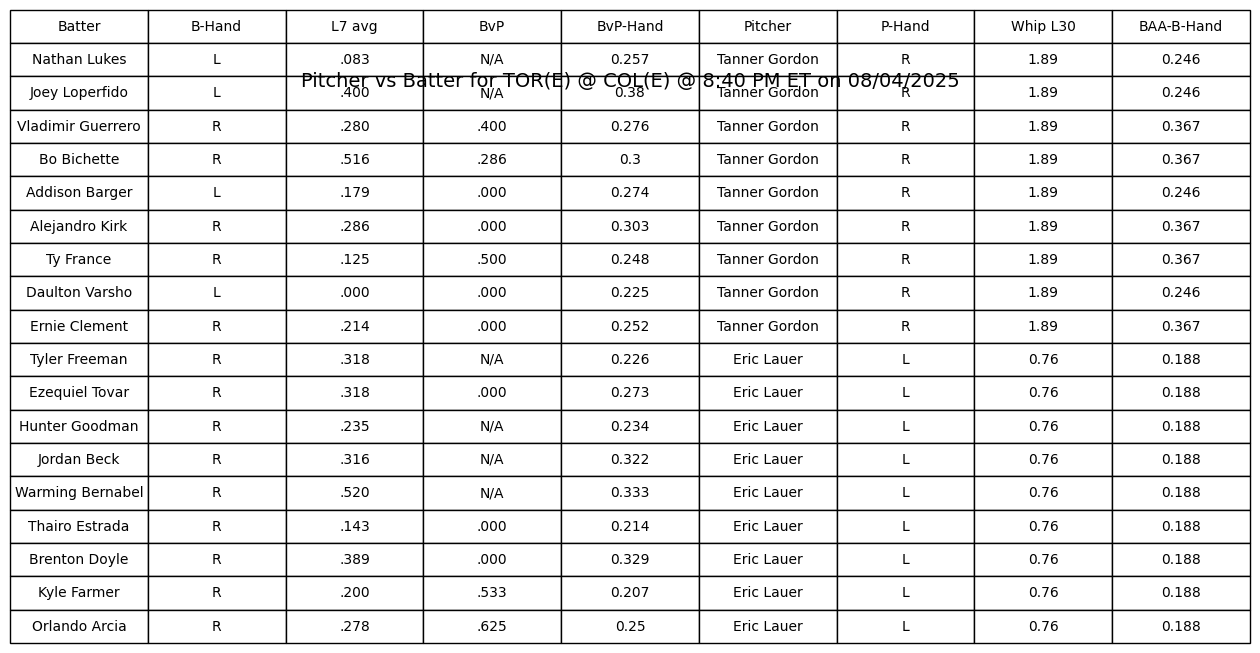 Batter B-Hand L7 avg BvP BvP-Hand Pitcher P-Hand Whip L30 BAA-B-Hand
Nathan Lukes L .083 N/A 0.257 Tanner Gordon R 1.89 0.246
Pitcher vs Batter for TOR(E) @ COL(E) @ 8:40 PM ET on 08/04/2025
Joey Loperfido L .400 N/A 0.38 Tanner Gordon R 1.89 0.246
Vladimir Guerrero R .280 .400 0.276 Tanner Gordon R 1.89 0.367
Bo Bichette R .516 .286 0.3 Tanner Gordon R 1.89 0.367
Addison Barger L .179 .000 0.274 Tanner Gordon R 1.89 0.246
Alejandro Kirk R .286 .000 0.303 Tanner Gordon R 1.89 0.367
Ty France R .125 .500 0.248 Tanner Gordon R 1.89 0.367
Daulton Varsho L .000 .000 0.225 Tanner Gordon R 1.89 0.246
Ernie Clement R .214 .000 0.252 Tanner Gordon R 1.89 0.367
Tyler Freeman R .318 N/A 0.226 Eric Lauer L 0.76 0.188
Ezequiel Tovar R .318 .000 0.273 Eric Lauer L 0.76 0.188
Hunter Goodman R .235 N/A 0.234 Eric Lauer L 0.76 0.188
Jordan Beck R .316 N/A 0.322 Eric Lauer L 0.76 0.188
Warming Bernabel R .520 N/A 0.333 Eric Lauer L 0.76 0.188
Thairo Estrada R .143 .000 0.214 Eric Lauer L 0.76 0.188
Brenton Doyle R .389 .000 0.329 Eric Lauer L 0.76 0.188
Kyle Farmer R .200 .533 0.207 Eric Lauer L 0.76 0.188
Orlando Arcia R .278 .625 0.25 Eric Lauer L 0.76 0.188